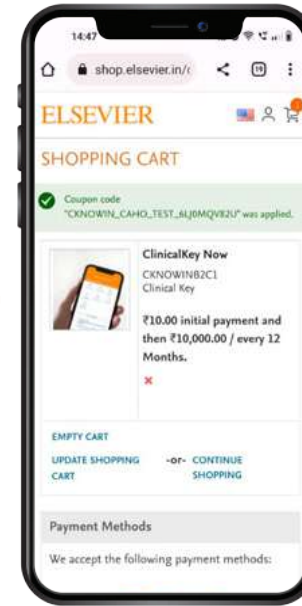 14:47
shop.elsevier.in/c
19
ELSEVIER
SHOPPING CART
Coupon code
"CKNOWIN_CAHO_TEST_6LJ0MQV82U" was applied.
ClinicalKey Now
CKNOWINB2C1
Clinical Key
₹10.00 initial payment and
then ₹10,000.00 / every 12
Months.
EMPTY CART
UPDATE SHOPPING CART
-or-
CONTINUE SHOPPING
Payment Methods
We accept the following payment methods: